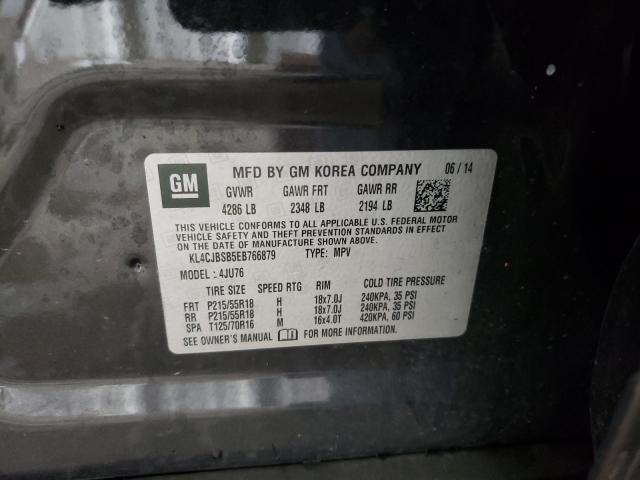 GM MFD BY GM KOREA COMPANY 06/14
GVWR GAWR FRT GAWR RR
4286 LB 2348 LB 2194 LB
THIS VEHICLE CONFORMS TO ALL APPLICABLE U.S. FEDERAL MOTOR
VEHICLE SAFETY AND THEFT PREVENTION STANDARDS IN EFFECT
ON THE DATE OF MANUFACTURE SHOWN ABOVE.
KL4CJBSB5EB766879 TYPE: MPV
MODEL: 4JU76
TIRE SIZE SPEED RTG RIM COLD TIRE PRESSURE
FRT P215/55R18 H 18x7.0J 240KPA, 35 PSI
RR P215/55R18 H 18x7.0J 240KPA, 35 PSI
SPA T125/70R16 M 16x4.0T 420KPA, 60 PSI
SEE OWNER'S MANUAL FOR MORE INFORMATION.